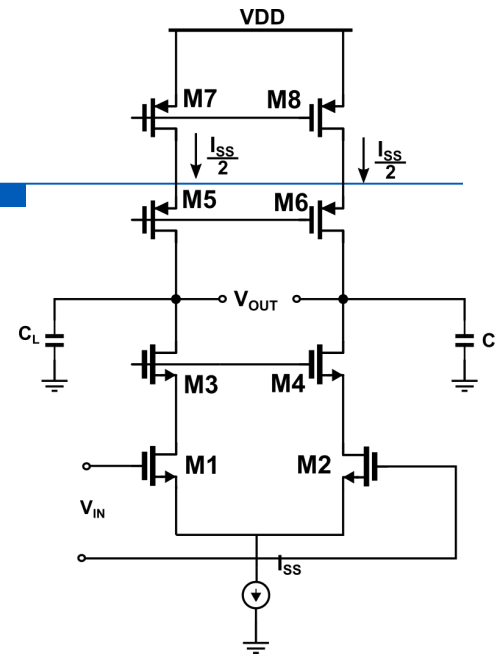 VDD
M7 M8
I_SS/2 I_SS/2
M5 M6
V_OUT
C_L C
M3 M4
M1 M2
V_IN
I_SS